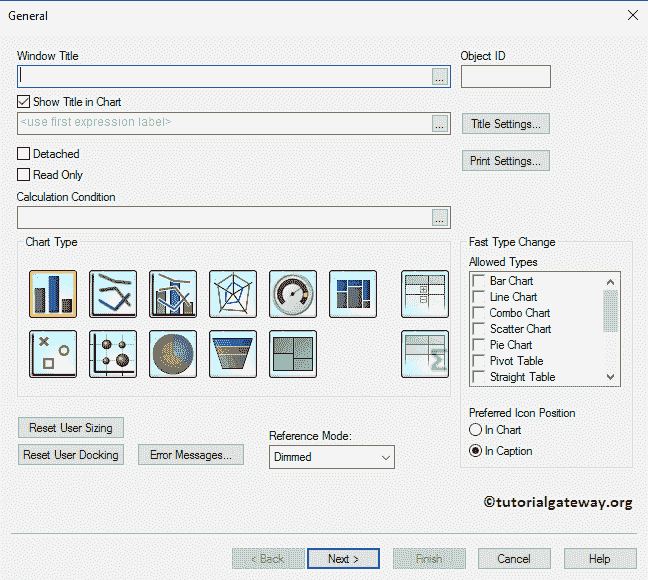 General
Window Title
Object ID
...
Show Title in Chart
<use first expression label>
...
Title Settings...
Detached
Print Settings...
Read Only
Calculation Condition
...
Chart Type
Fast Type Change
Allowed Types
Bar Chart
Line Chart
Combo Chart
Scatter Chart
Pie Chart
Pivot Table
Straight Table
Preferred Icon Position
In Chart
In Caption
Reset User Sizing
Reference Mode:
Reset User Docking
Error Messages...
Dimmed
©tutorialgateway.org
< Back
Next >
Finish
Cancel
Help